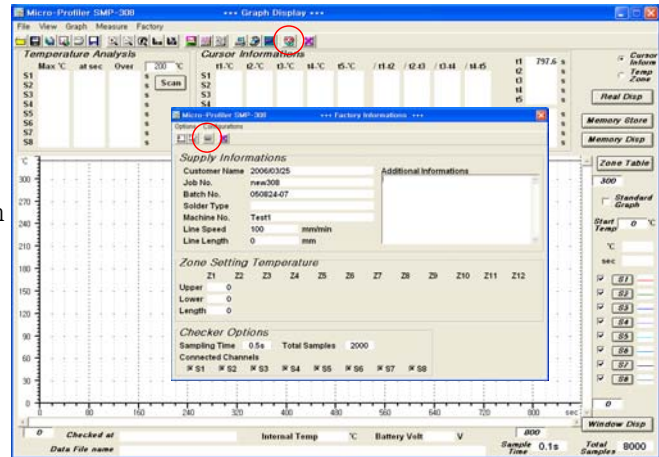 Micro-Profiler SMP-308 *** Graph Display ***
File View Graph Measure Factory
Temperature Analysis
Max °C at sec Over 200 °C
S1 s Scan
S2 s
S3 s
S4 s
S5 s
S6 s
S7 s
S8 s
Cursor Informations
t1-°C t2-°C t3-°C t4-°C t5-°C / t1-t2 / t2-t3 / t3-t4 / t4-t5
S1
S2
S3
S4
t1 797.6 s
t2 s
t3 s
t4 s
t5 s
Cursor Inform
Temp Zone
Real Disp
Memory Store
Memory Disp
Zone Table
300
Standard Graph
Start Temp 0 °C
°C
sec
S1
S2
S3
S4
S5
S6
S7
S8
0
Window Disp
Micro-Profiler SMP-308 *** Factory Informations ***
Options Configurations
Supply Informations
Customer Name 2006/03/25 Additional Informations
Job No. new308
Batch No. 050824-07
Solder Type
Machine No. Test1
Line Speed 100 mm/min
Line Length 0 mm
Zone Setting Temperature
Z1 Z2 Z3 Z4 Z5 Z6 Z7 Z8 Z9 Z10 Z11 Z12
Upper 0
Lower 0
Length 0
Checker Options
Sampling Time 0.5s Total Samples 2000
Connected Channels
S1 S2 S3 S4 S5 S6 S7 S8
°C
300
270
240
210
180
150
120
90
60
30
0
0 80 160 240 320 400 480 560 640 720 800 sec
0 800
Checked at Internal Temp °C Battery Volt V
Data File name Sample Time 0.1s Total Samples 8000